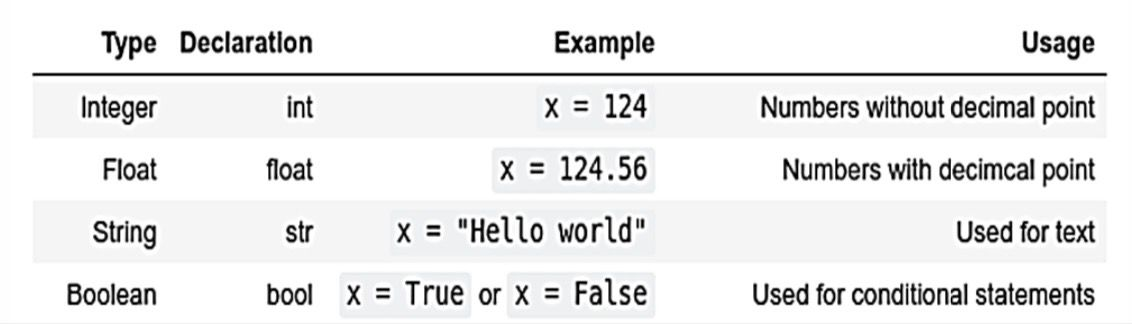 Type Declaration Example Usage
Integer int x = 124 Numbers without decimal point
Float float x = 124.56 Numbers with decimcal point
String str x = "Hello world" Used for text
Boolean bool x = True or x = False Used for conditional statements